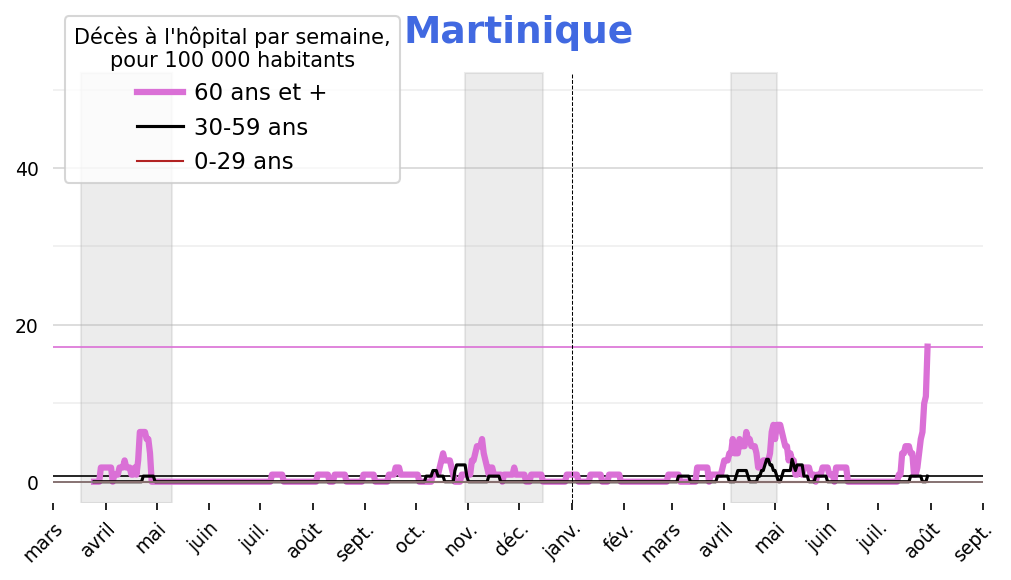 Martinique
Décès à l'hôpital par semaine,
pour 100 000 habitants
60 ans et +
30-59 ans
0-29 ans
40
20
0
mars avril mai juin juil. août sept. oct. nov. déc. janv. fév. mars avril mai juin juil. août sept.